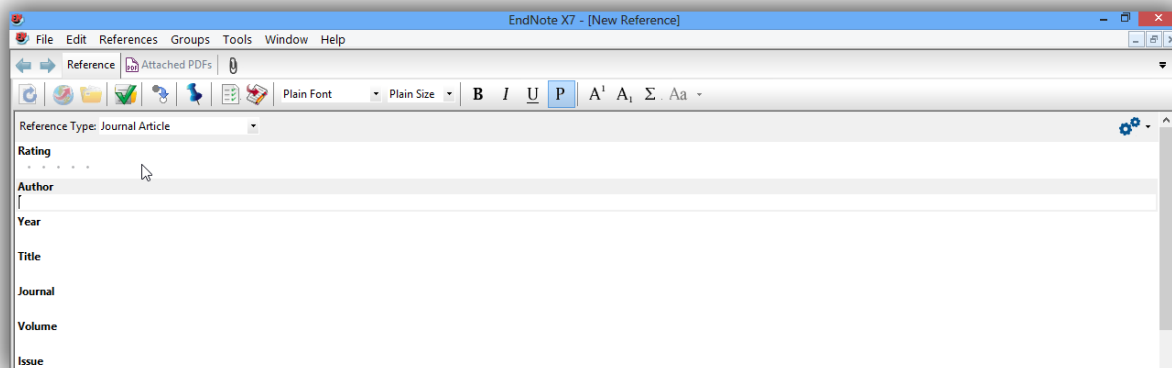 EndNote X7 - [New Reference]
File Edit References Groups Tools Window Help
Reference Attached PDFs
Plain Font Plain Size B I U P A¹ A₁ Σ Aa
Reference Type: Journal Article
Rating
Author
Year
Title
Journal
Volume
Issue